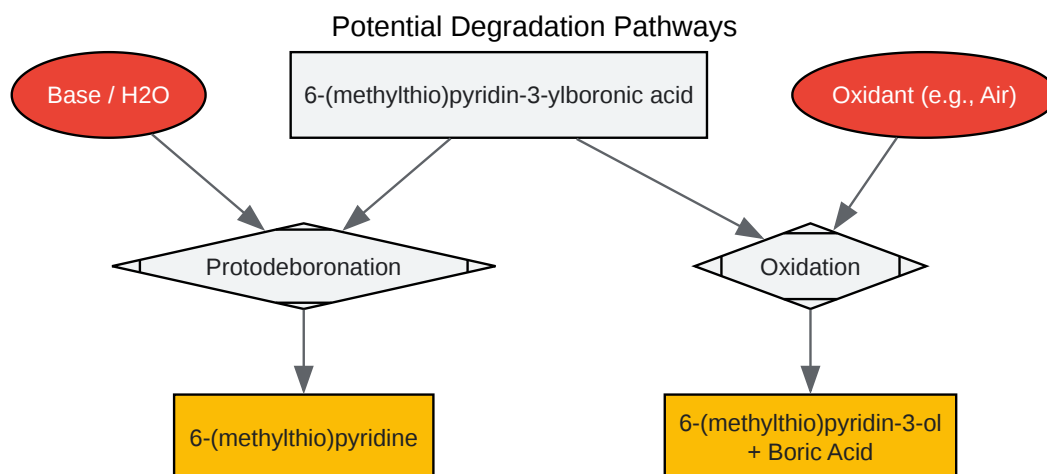 Potential Degradation Pathways
Base / H2O
6-(methylthio)pyridin-3-ylboronic acid
Oxidant (e.g., Air)
Protodeboronation
Oxidation
6-(methylthio)pyridine
6-(methylthio)pyridin-3-ol
+ Boric Acid